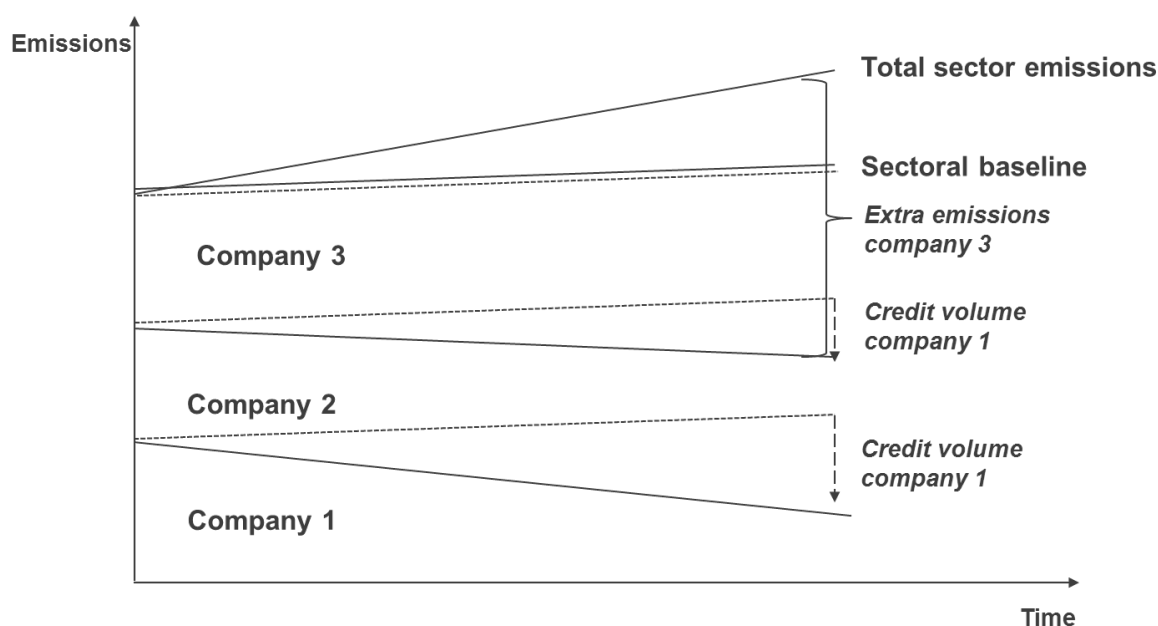 Emissions
Total sector emissions
Sectoral baseline
Extra emissions
company 3
Company 3
Credit volume
company 1
Company 2
Credit volume
company 1
Company 1
Time